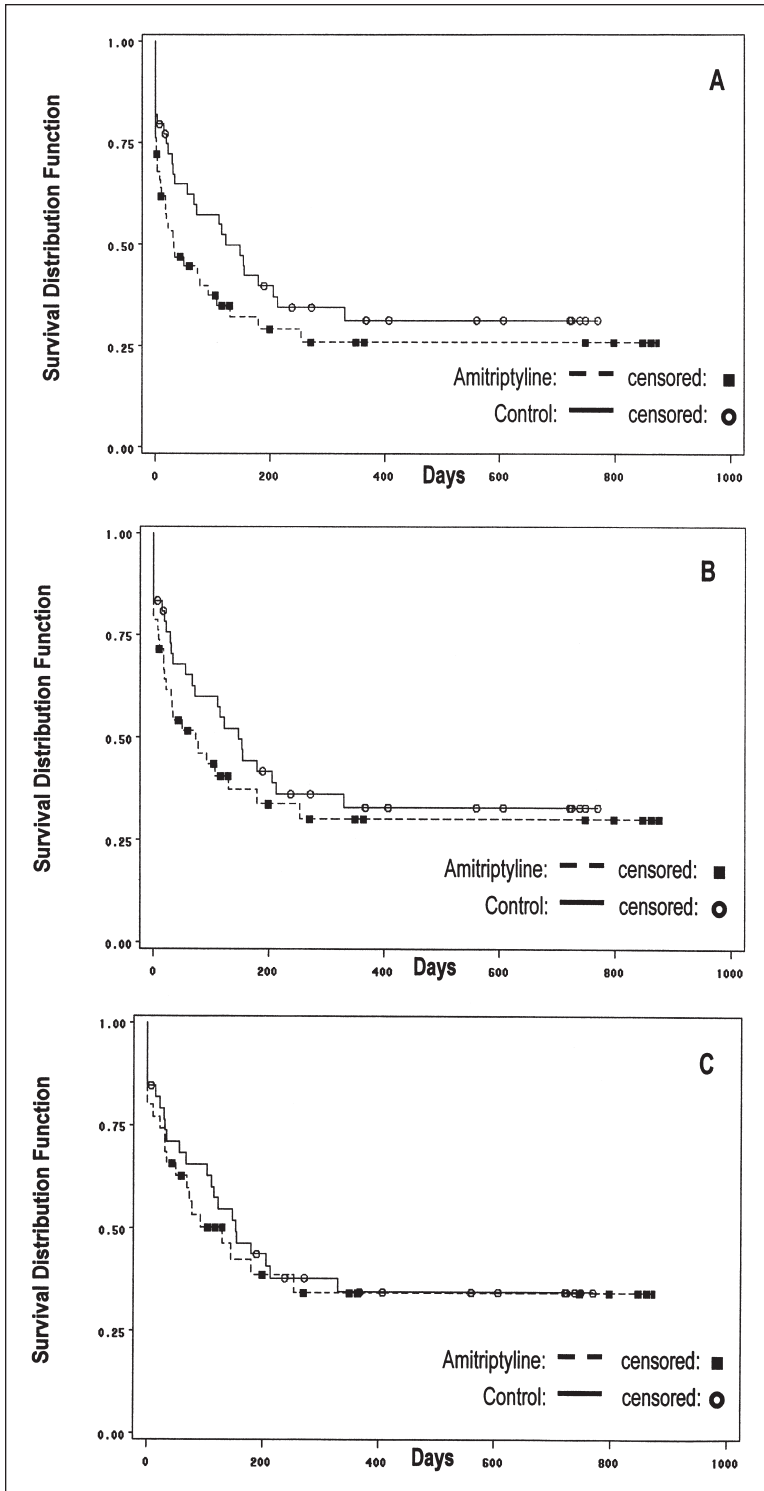 A
Survival Distribution Function
1.00
0.75
0.50
0.25
0.00
Amitriptyline: censored:
Control: censored:
0 200 400 600 800 1000
Days
B
Survival Distribution Function
1.00
0.75
0.50
0.25
0.00
Amitriptyline: censored:
Control: censored:
0 200 400 600 800 1000
Days
C
Survival Distribution Function
1.00
0.75
0.50
0.25
0.00
Amitriptyline: censored:
Control: censored:
0 200 400 600 800 1000
Days